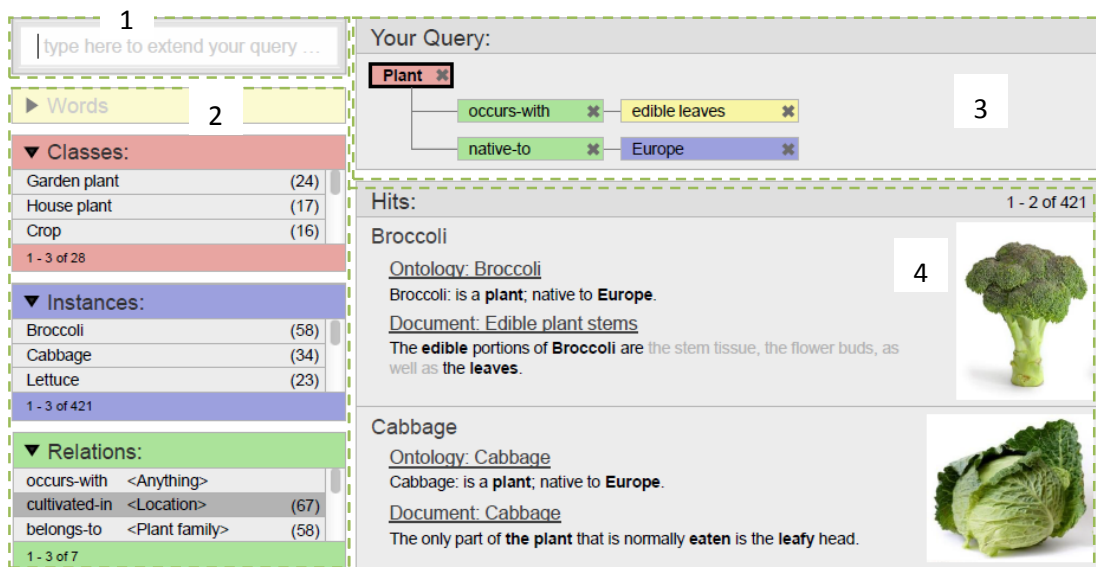 1
type here to extend your query ...
2
Words
Classes:
Garden plant (24)
House plant (17)
Crop (16)
1 - 3 of 28
Instances:
Broccoli (58)
Cabbage (34)
Lettuce (23)
1 - 3 of 421
Relations:
occurs-with <Anything>
cultivated-in <Location> (67)
belongs-to <Plant family> (58)
1 - 3 of 7
Your Query:
3
Plant
occurs-with edible leaves
native-to Europe
Hits: 1 - 2 of 421
4
Broccoli
Ontology: Broccoli
Broccoli: is a plant; native to Europe.
Document: Edible plant stems
The edible portions of Broccoli are the stem tissue, the flower buds, as
well as the leaves.
Cabbage
Ontology: Cabbage
Cabbage: is a plant; native to Europe.
Document: Cabbage
The only part of the plant that is normally eaten is the leafy head.